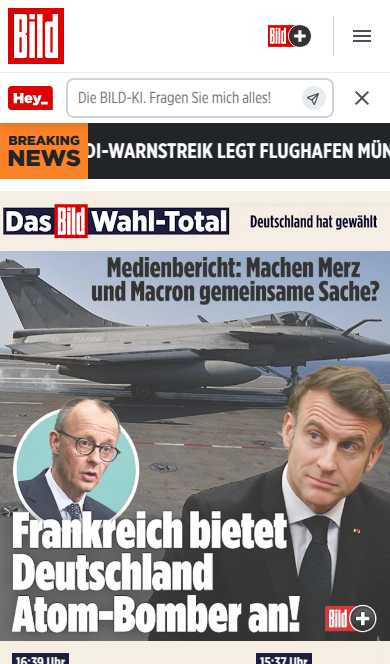 Bild
Bild
Hey_
Die BILD-KI. Fragen Sie mich alles!
BREAKING
NEWS
DI-WARNSTREIK LEGT FLUGHAFEN MÜN
Das Bild Wahl-Total
Deutschland hat gewählt
Medienbericht: Machen Merz
und Macron gemeinsame Sache?
Frankreich bietet
Deutschland
Atom-Bomber an!
Bild
16:39 Uhr
15:37 Uhr